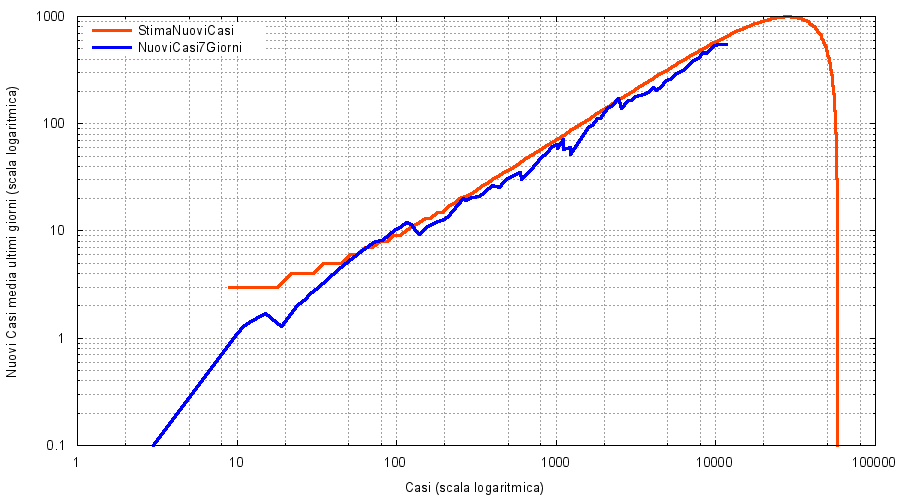 StimaNuoviCasi
NuoviCasi7Giorni
Nuovi Casi media ultimi giorni (scala logaritmica)
1000
100
10
1
0.1
1
10
100
1000
10000
100000
Casi (scala logaritmica)